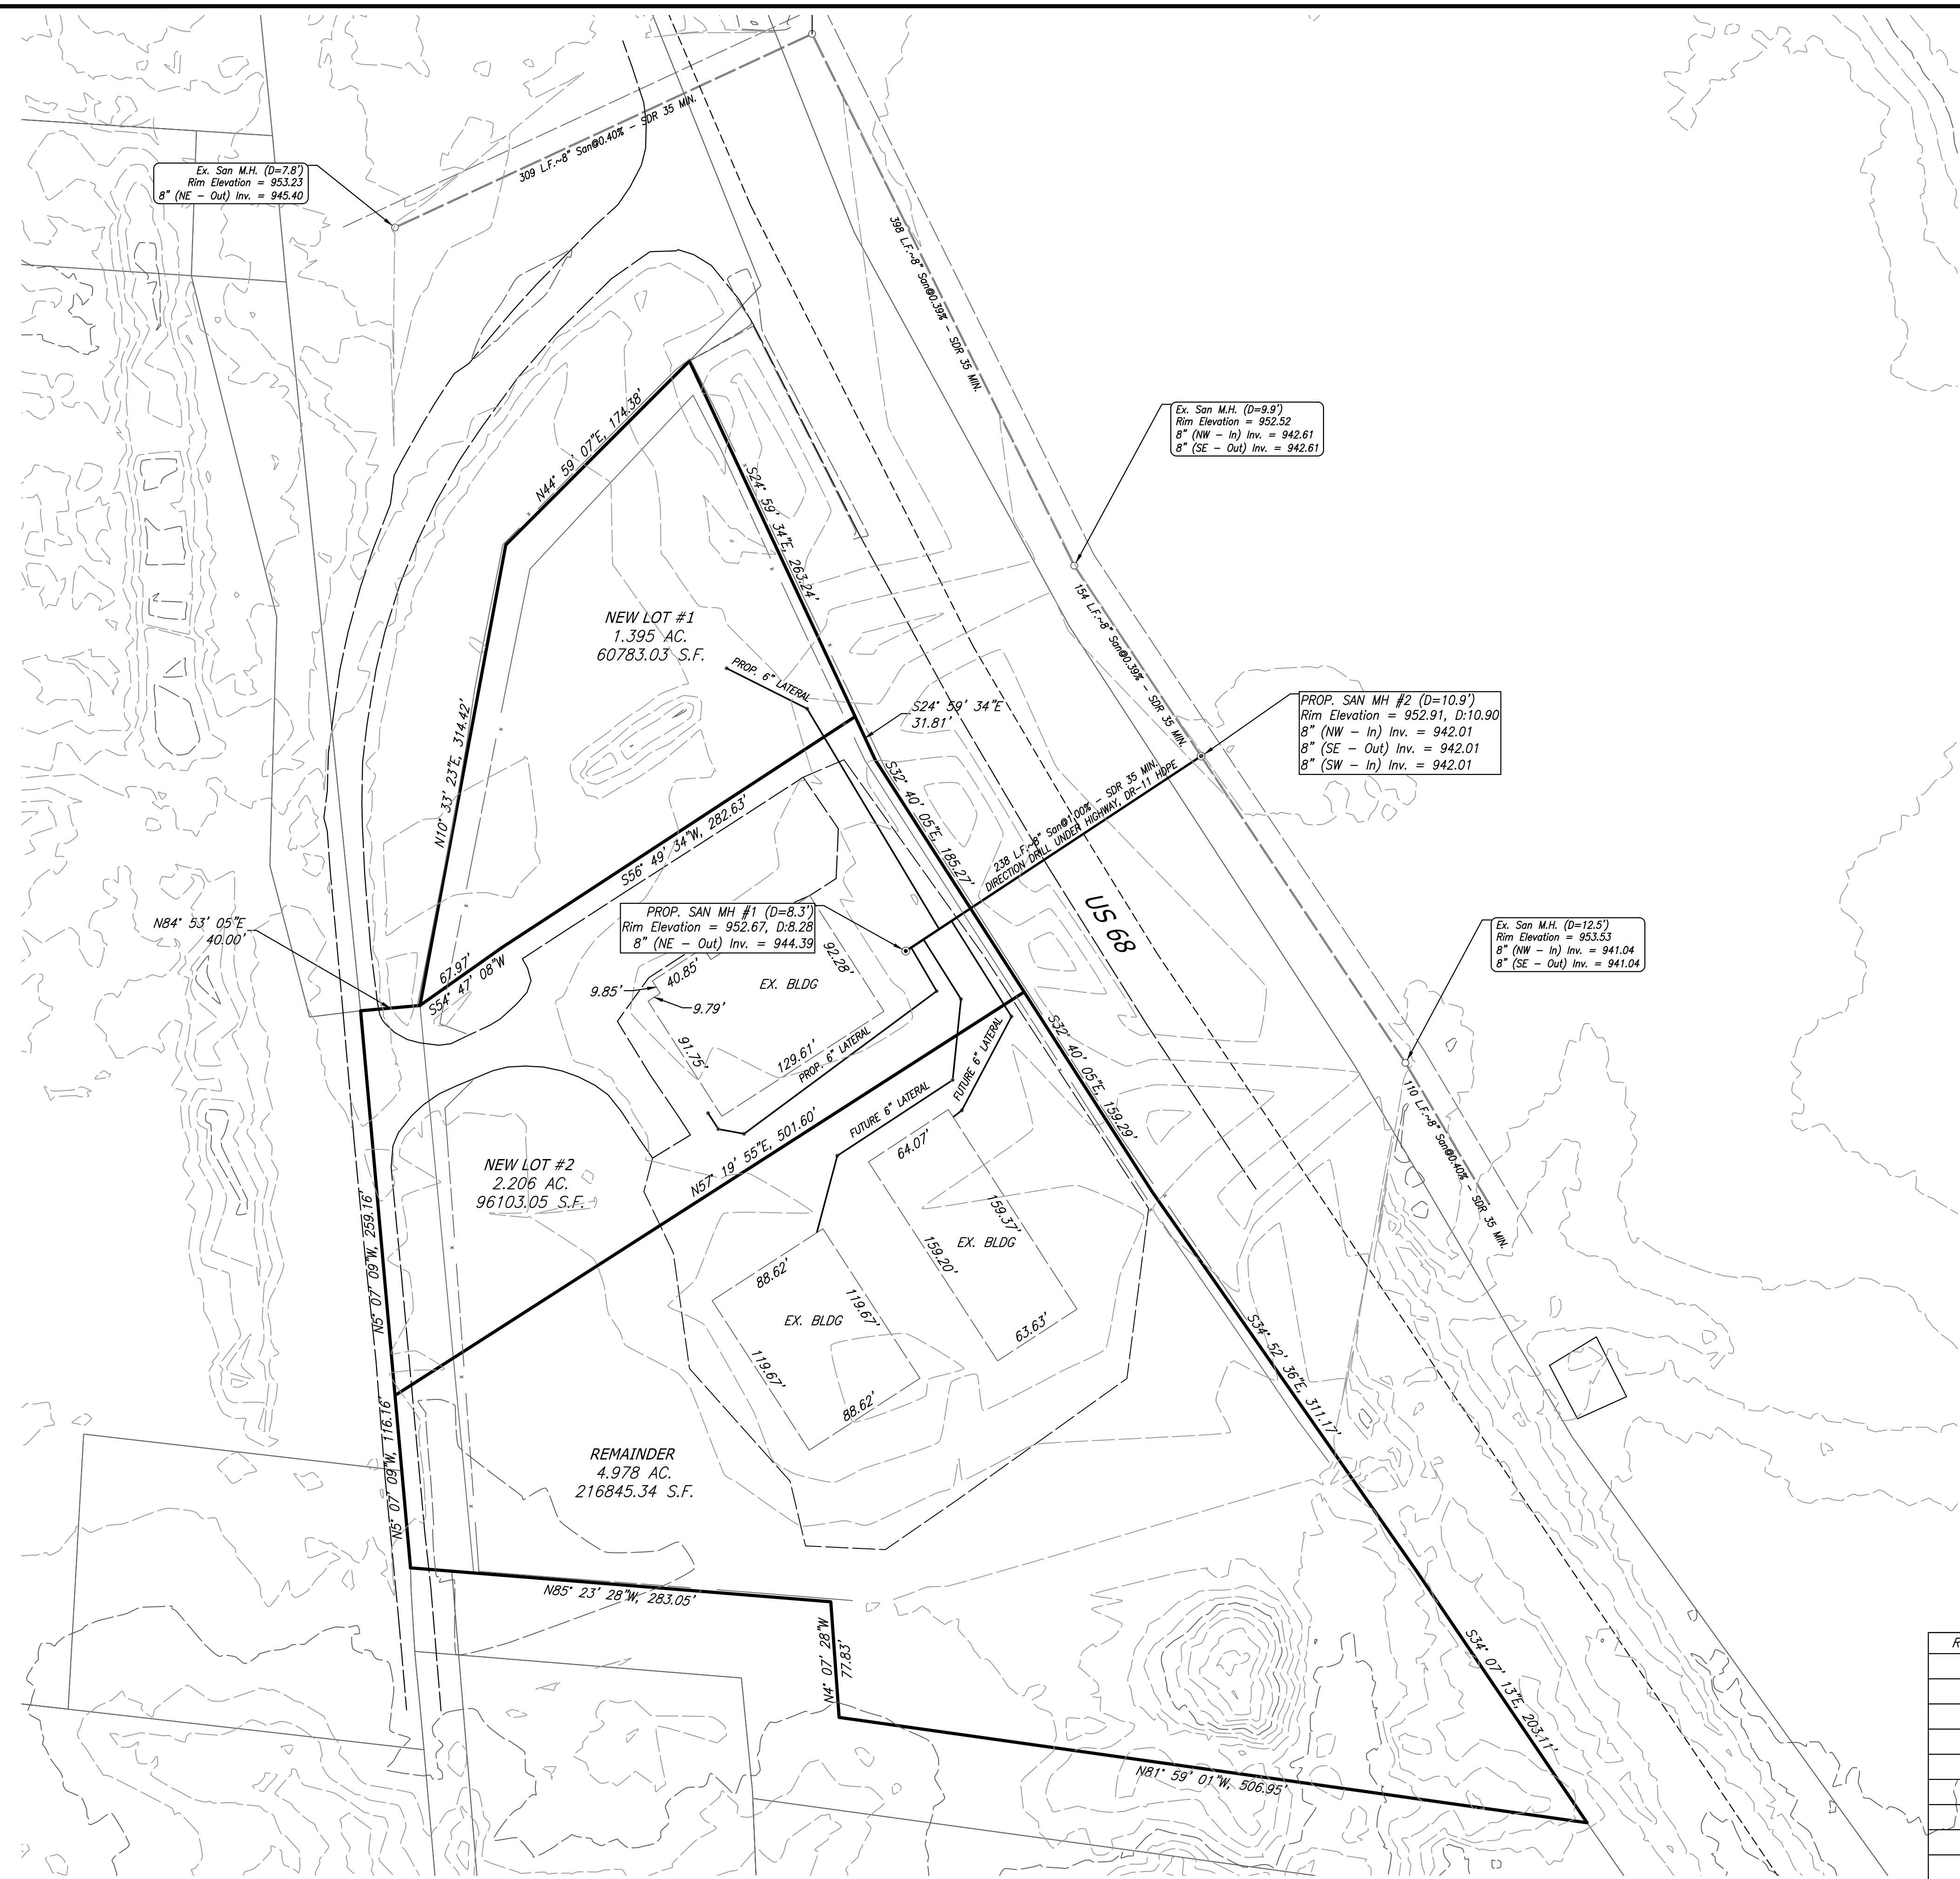 309 L.F.~8" San@0.40% - SDR 35 MIN.
Ex. San M.H. (D=7.8')
Rim Elevation = 953.23
8" (NE - Out) Inv. = 945.40
398 L.F.~8" San@0.39% - SDR 35 MIN.
Ex. San M.H. (D=9.9')
Rim Elevation = 952.52
8" (NW - In) Inv. = 942.61
8" (SE - Out) Inv. = 942.61
N44° 59' 07"E, 174.38'
S24° 59' 34"E, 263.24'
154 L.F.~8" San@0.39% - SDR 35 MIN.
NEW LOT #1
1.395 AC.
60783.03 S.F.
PROP. 6" LATERAL
S24° 59' 34"E
31.81'
PROP. SAN MH #2 (D=10.9')
Rim Elevation = 952.91, D:10.90
8" (NW - In) Inv. = 942.01
8" (SE - Out) Inv. = 942.01
8" (SW - In) Inv. = 942.01
N10° 33' 23"E, 314.42'
S56° 49' 34"W, 282.63'
S32° 40' 05"E, 185.27'
238 L.F.~8" San@1.00% - SDR 35 MIN.
DIRECTION DRILL UNDER HIGHWAY, DR-11 HDPE
US 68
N84° 53' 05"E
40.00'
67.97'
S54° 47' 08"W
PROP. SAN MH #1 (D=8.3')
Rim Elevation = 952.67, D:8.28
8" (NE - Out) Inv. = 944.39
92.28'
40.85'
9.85'
9.79'
EX. BLDG
91.75'
129.61'
PROP. 6" LATERAL
Ex. San M.H. (D=12.5')
Rim Elevation = 953.53
8" (NW - In) Inv. = 941.04
8" (SE - Out) Inv. = 941.04
S32° 40' 05"E, 159.29'
FUTURE 6" LATERAL
FUTURE 6" LATERAL
110 L.F.~8" San@0.40% - SDR 35 MIN.
NEW LOT #2
2.206 AC.
96103.05 S.F.
N57° 19' 55"E, 501.60'
N5° 07' 09"W, 259.16'
64.07'
159.37'
159.20'
EX. BLDG
63.63'
88.62'
119.67'
EX. BLDG
119.67'
88.62'
S34° 52' 36"E, 311.17'
N5° 07' 09"W, 116.16'
REMAINDER
4.978 AC.
216845.34 S.F.
N85° 23' 28"W, 283.05'
N4° 07' 28"W
77.83'
S34° 07' 13"E, 203.11'
N81° 59' 01"W, 506.95'
R